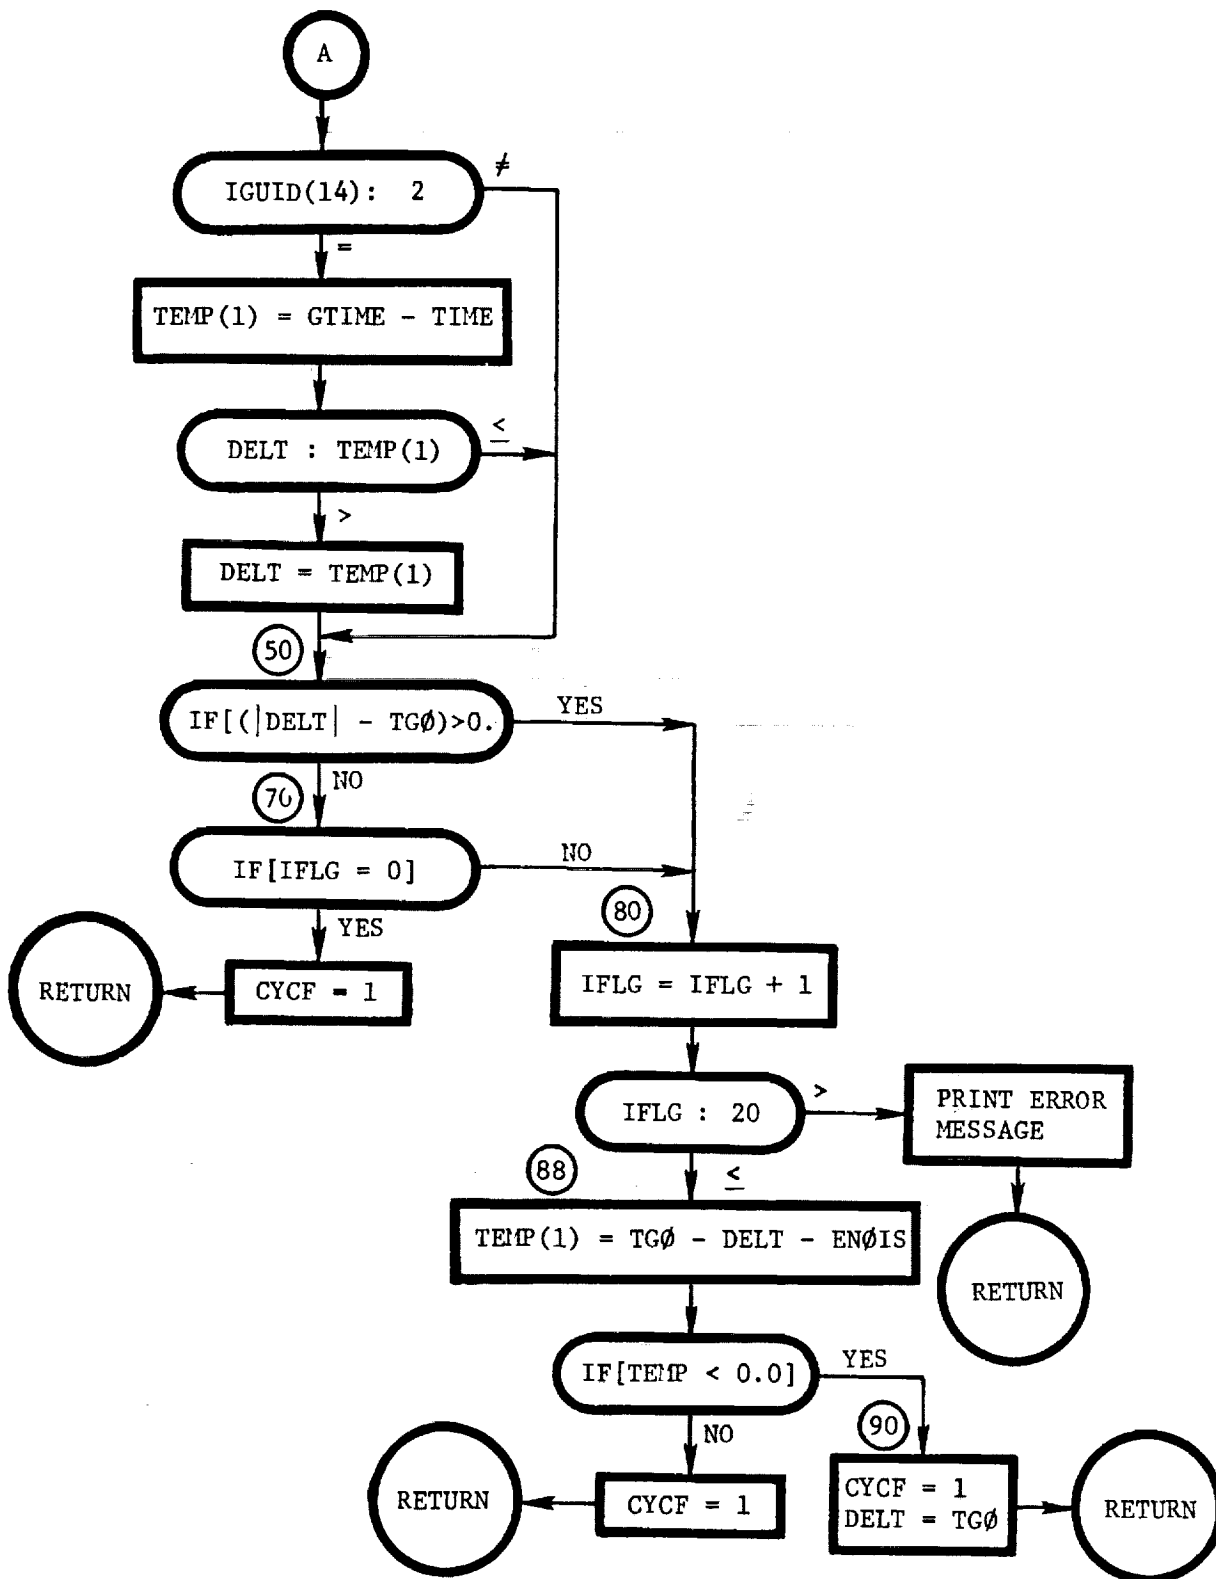 A
IGUID(14): 2
≠
=
TEMP(1) = GTIME - TIME
DELT : TEMP(1)
≤
>
DELT = TEMP(1)
50
IF[(|DELT| - TGØ)>0.
YES
NO
70
IF[IFLG = 0]
NO
YES
80
RETURN
CYCF = 1
IFLG = IFLG + 1
IFLG : 20
>
PRINT ERROR
MESSAGE
88
≤
TEMP(1) = TGØ - DELT - ENØIS
RETURN
IF[TEMP < 0.0]
YES
NO
90
RETURN
CYCF = 1
CYCF = 1
DELT = TGØ
RETURN